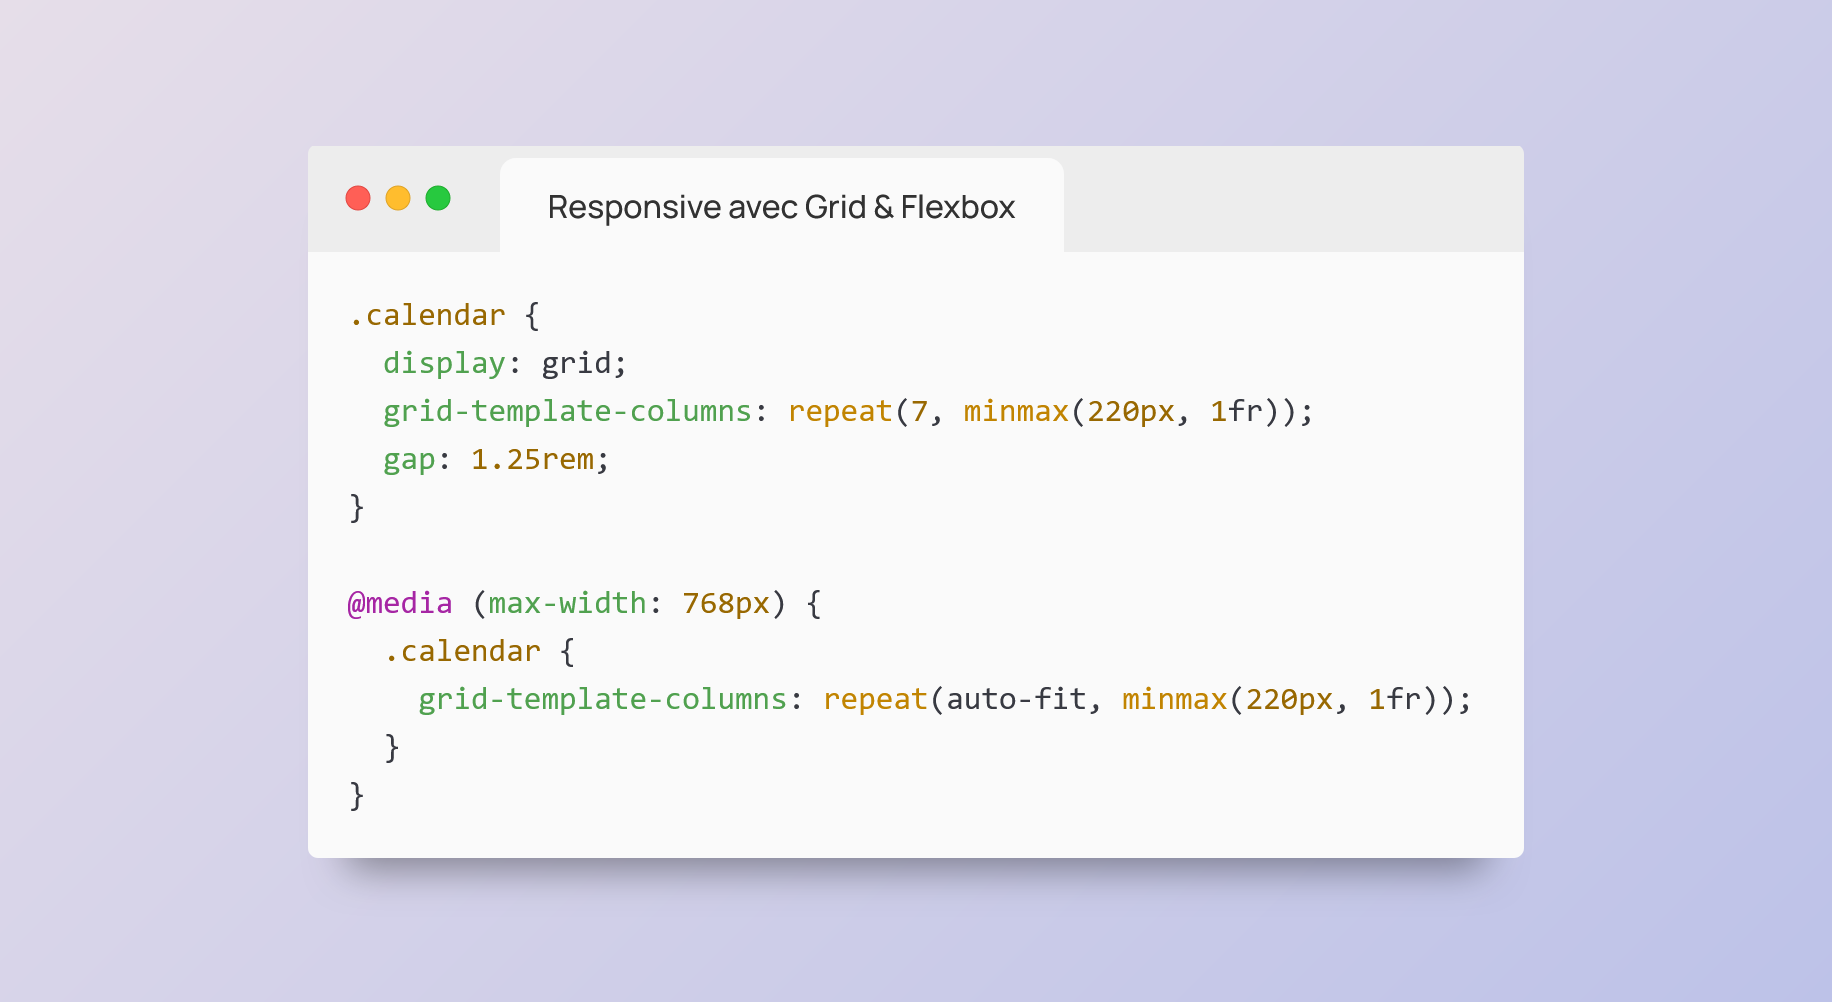 Responsive avec Grid & Flexbox
.calendar {
  display: grid;
  grid-template-columns: repeat(7, minmax(220px, 1fr));
  gap: 1.25rem;
}

@media (max-width: 768px) {
  .calendar {
    grid-template-columns: repeat(auto-fit, minmax(220px, 1fr));
  }
}